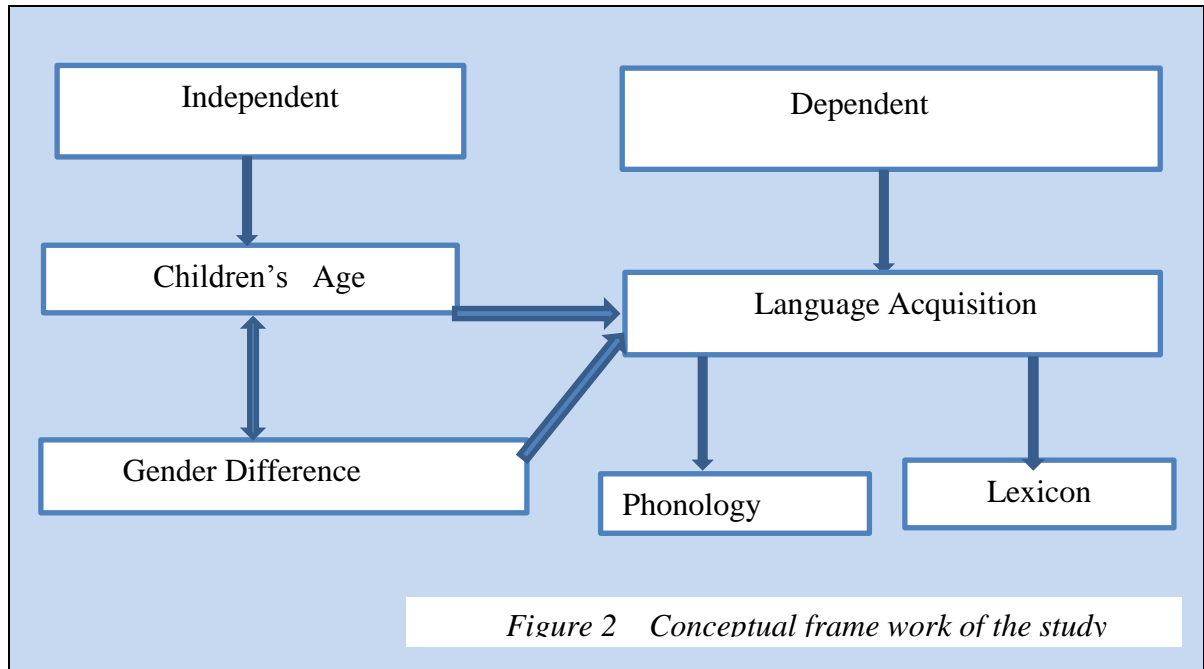 Independent
Dependent
Children’s Age
Language Acquisition
Gender Difference
Phonology
Lexicon
Figure 2 Conceptual frame work of the study